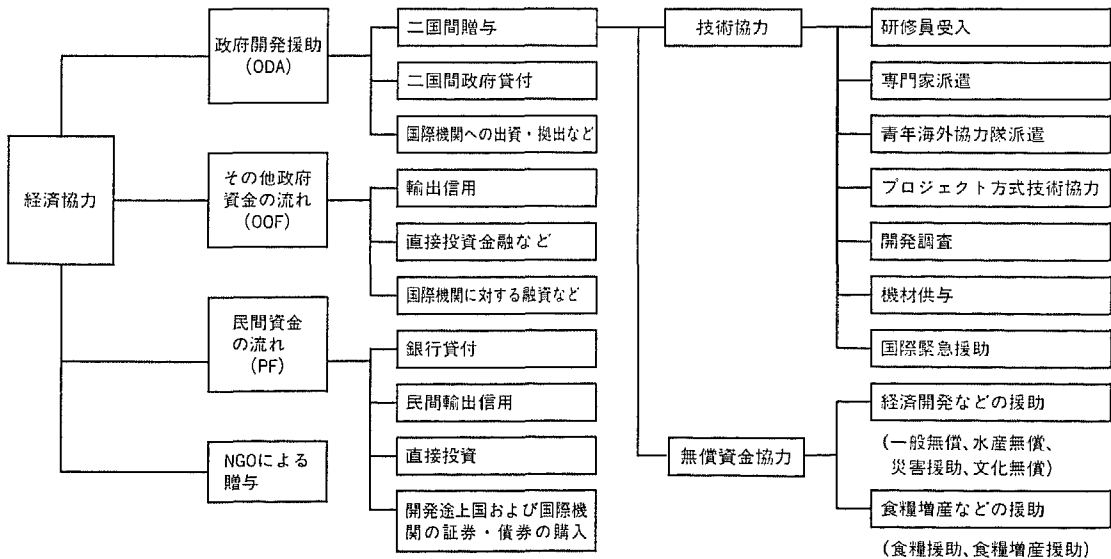 経済協力
政府開発援助
(ODA)
二国間贈与
二国間政府貸付
国際機関への出資・拠出など
その他政府
資金の流れ
(OOF)
輸出信用
直接投資金融など
国際機関に対する融資など
民間資金
の流れ
(PF)
銀行貸付
民間輸出信用
直接投資
開発途上国および国際機
関の証券・債券の購入
NGOによる
贈与
技術協力
研修員受入
専門家派遣
青年海外協力隊派遣
プロジェクト方式技術協力
開発調査
機材供与
国際緊急援助
無償資金協力
経済開発などの援助
(一般無償、水産無償、
災害援助、文化無償)
食糧増産などの援助
(食糧援助、食糧増産援助)